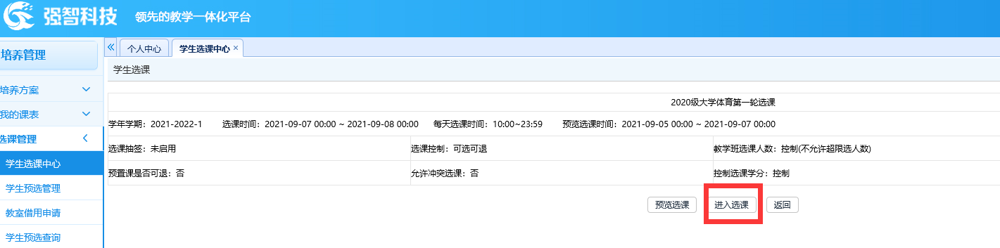 强智科技 领先的教学一体化平台
培养管理
培养方案
我的课表
选课管理
学生选课中心
学生预选管理
教室借用申请
学生预选查询
个人中心 学生选课中心 ×
学生选课
2020级大学体育第一轮选课
学年学期：2021-2022-1 选课时间：2021-09-07 00:00 ~ 2021-09-08 00:00 每天选课时间：10:00~23:59 预览选课时间：2021-09-05 00:00 ~ 2021-09-07 00:00
选课抽签：未启用 选课控制：可选可退 教学班选课人数：控制(不允许超限选人数)
预置课是否可退：否 允许冲突选课：否 控制选课学分：控制
预览选课 进入选课 返回